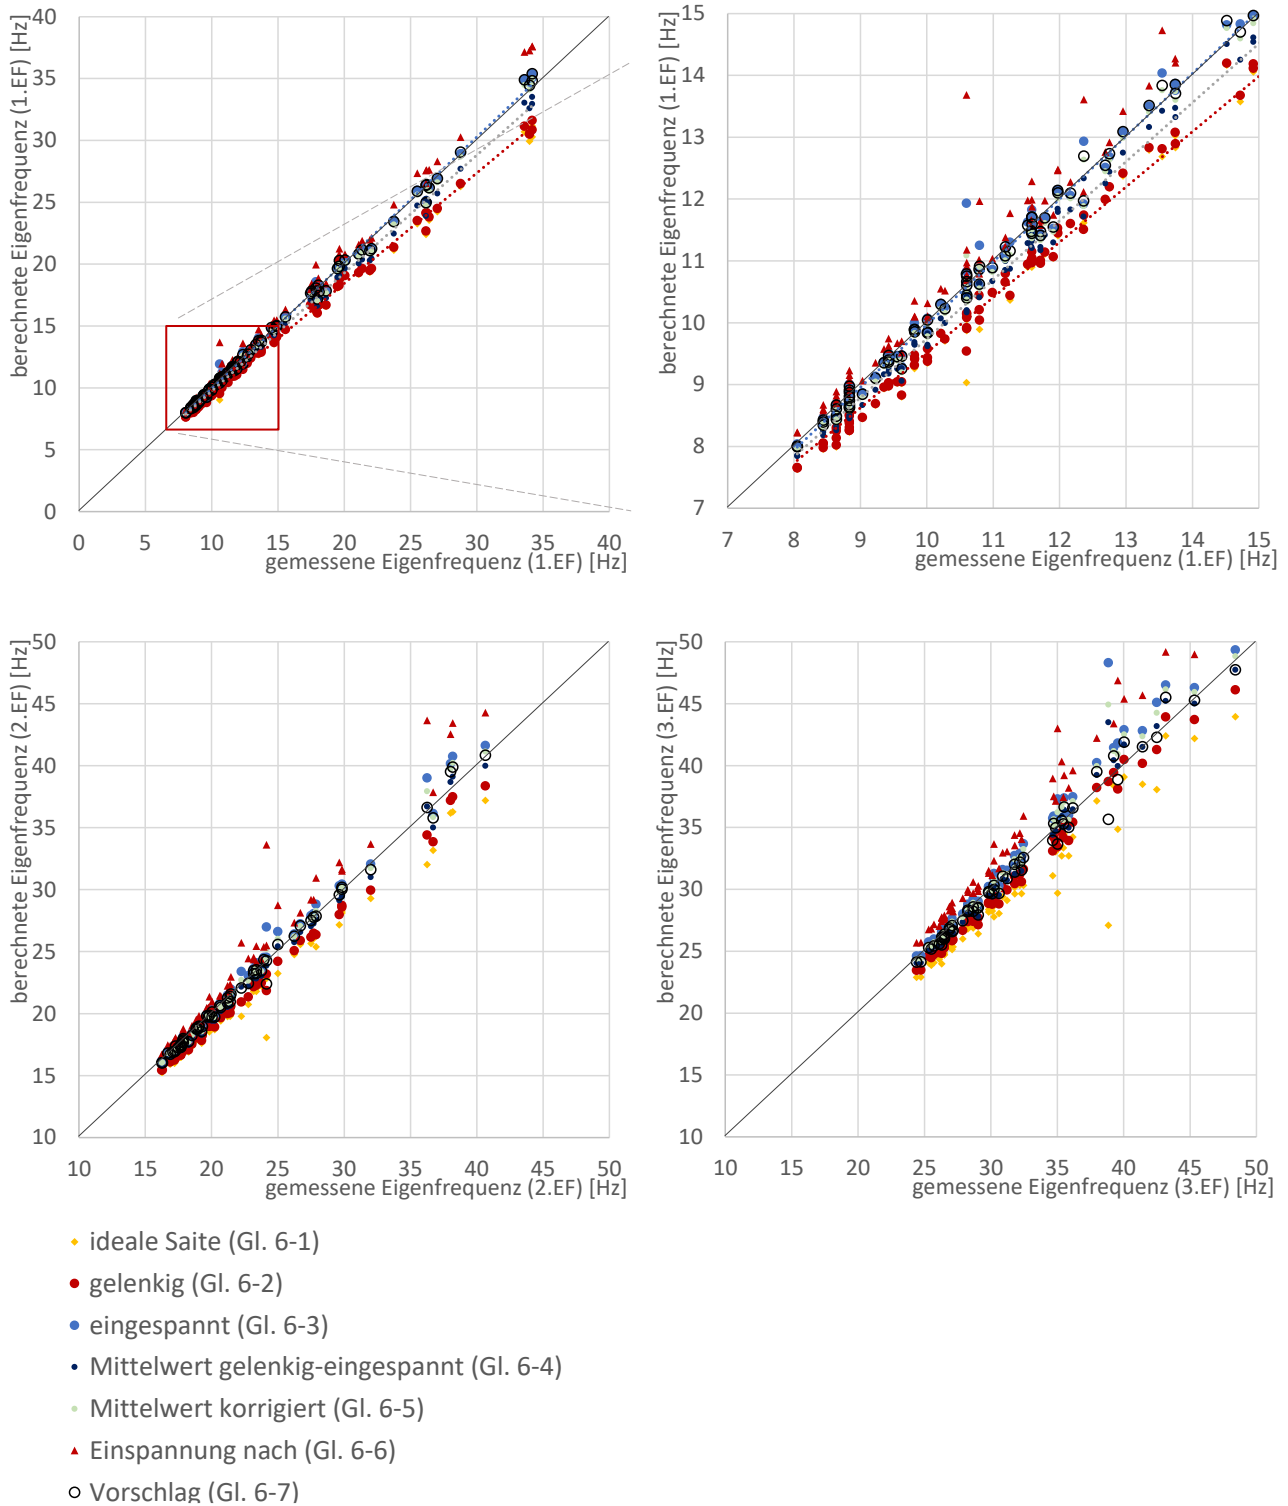 berechnete Eigenfrequenz (1.EF) [Hz]
40
35
30
25
20
15
10
5
0
0 5 10 15 20 25 30 35 40
gemessene Eigenfrequenz (1.EF) [Hz]
berechnete Eigenfrequenz (1.EF) [Hz]
15
14
13
12
11
10
9
8
7
7 8 9 10 11 12 13 14 15
gemessene Eigenfrequenz (1.EF) [Hz]
berechnete Eigenfrequenz (2.EF) [Hz]
50
45
40
35
30
25
20
15
10
10 15 20 25 30 35 40 45 50
gemessene Eigenfrequenz (2.EF) [Hz]
berechnete Eigenfrequenz (3.EF) [Hz]
50
45
40
35
30
25
20
15
10
10 15 20 25 30 35 40 45 50
gemessene Eigenfrequenz (3.EF) [Hz]
ideale Saite (Gl. 6-1)
gelenkig (Gl. 6-2)
eingespannt (Gl. 6-3)
Mittelwert gelenkig-eingespannt (Gl. 6-4)
Mittelwert korrigiert (Gl. 6-5)
Einspannung nach (Gl. 6-6)
Vorschlag (Gl. 6-7)